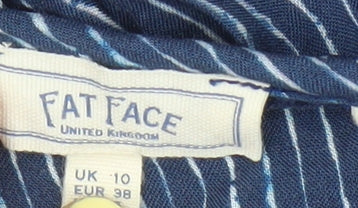 FAT FACE
UNITED KINGDOM
UK 10
EUR 38